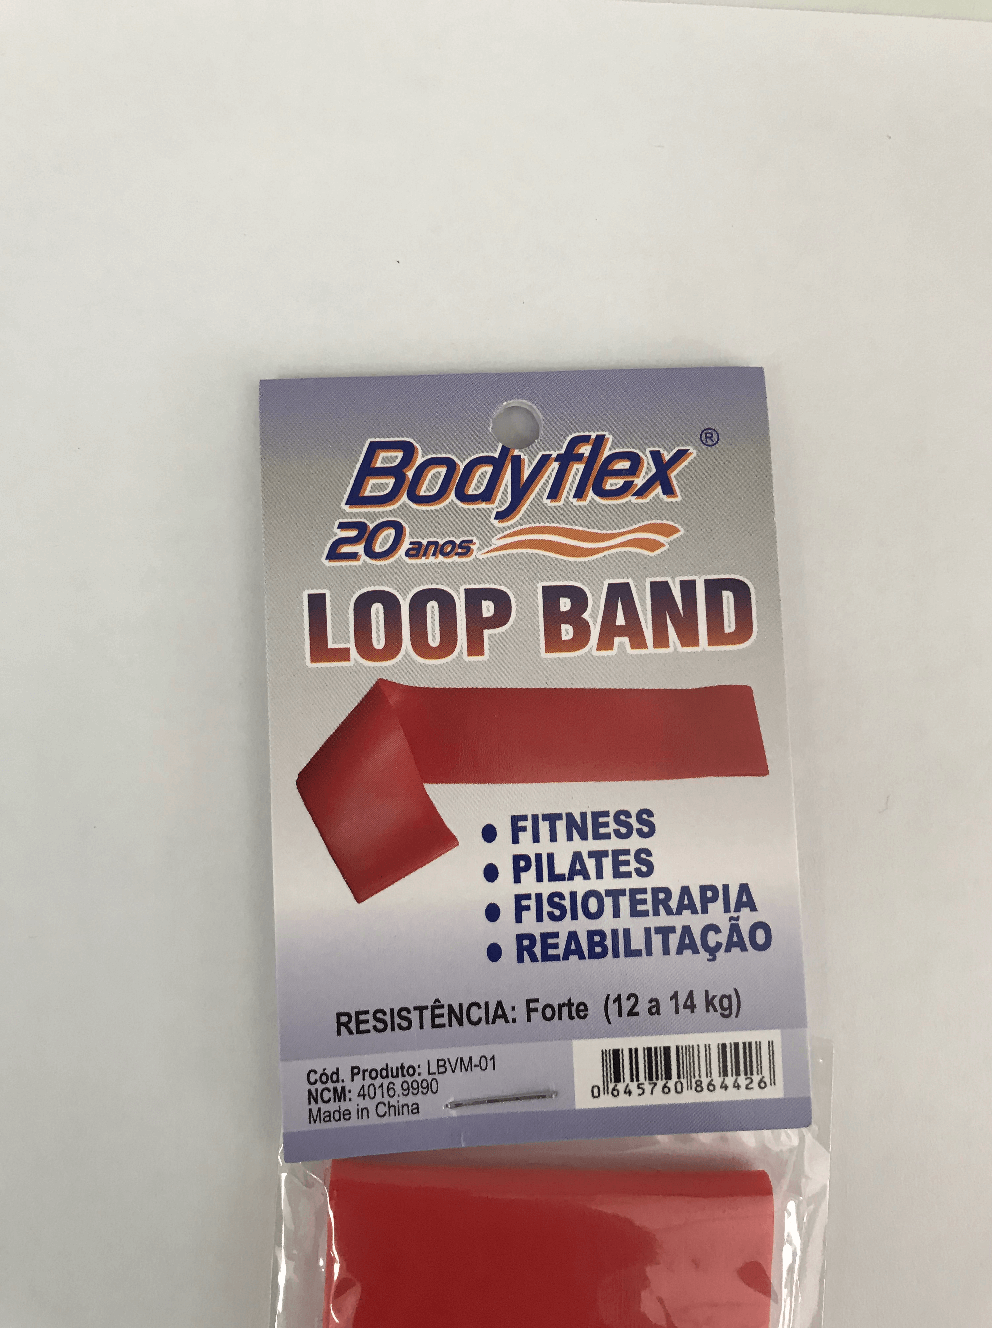 Bodyflex®
20 anos
LOOP BAND
• FITNESS
• PILATES
• FISIOTERAPIA
• REABILITAÇÃO
RESISTÊNCIA: Forte (12 a 14 kg)
Cód. Produto: LBVM-01
NCM: 4016.9990
Made in China
0 645760 864426